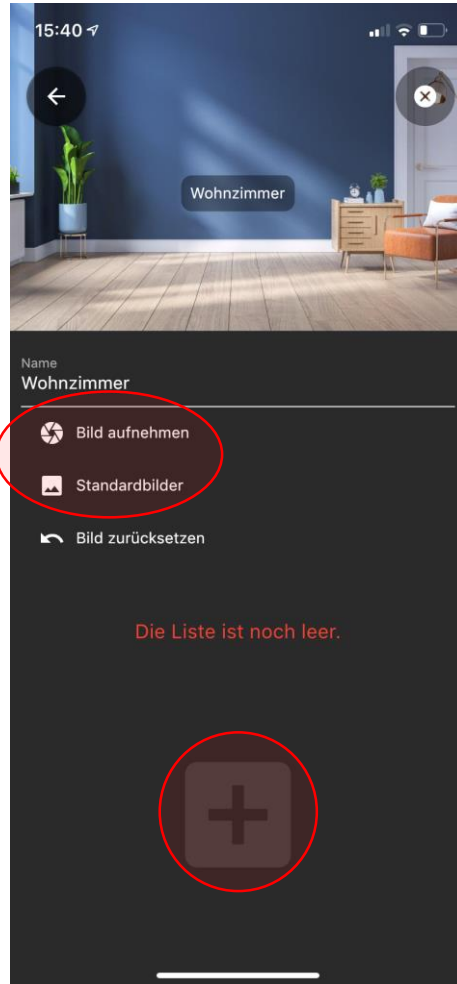 15:40
Wohnzimmer
Name
Wohnzimmer
Bild aufnehmen
Standardbilder
Bild zurücksetzen
Die Liste ist noch leer.